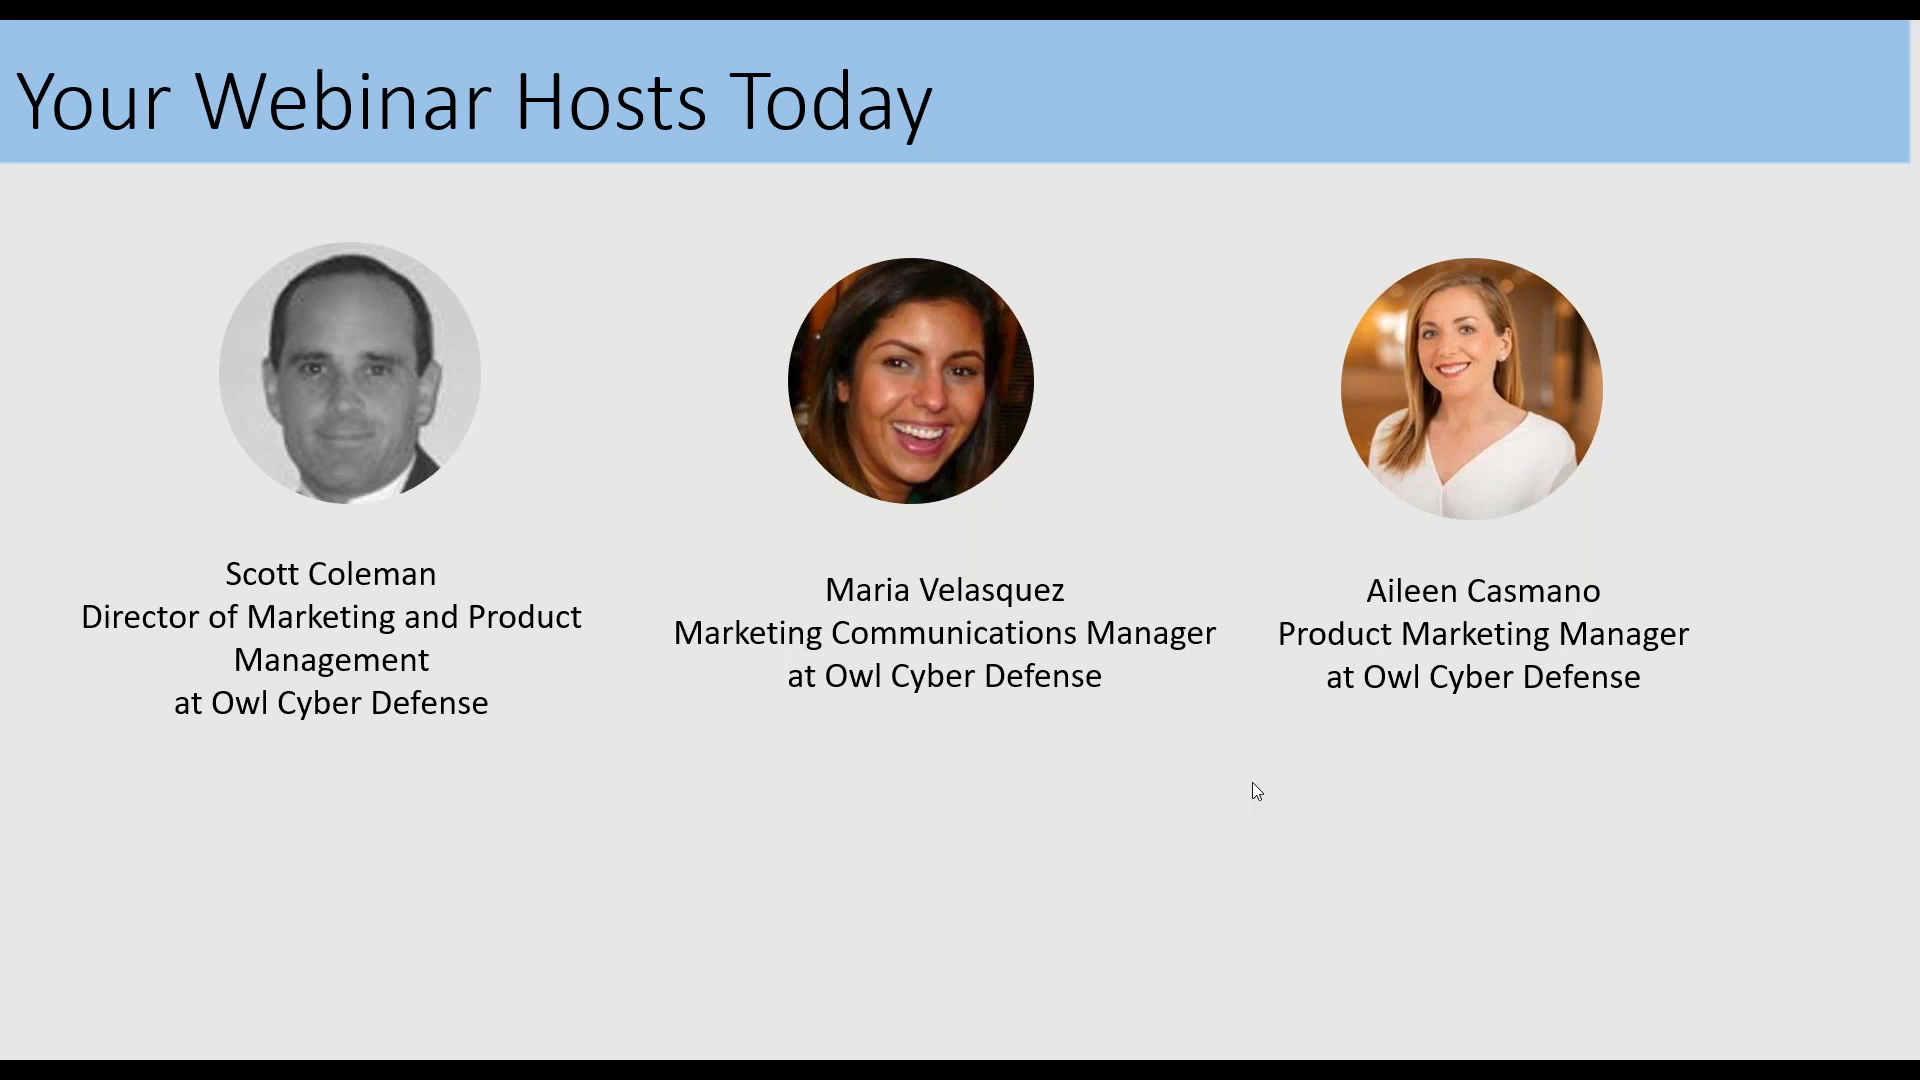 Your Webinar Hosts Today
Scott Coleman
Director of Marketing and Product
Management
at Owl Cyber Defense
Maria Velasquez
Marketing Communications Manager
at Owl Cyber Defense
Aileen Casmano
Product Marketing Manager
at Owl Cyber Defense